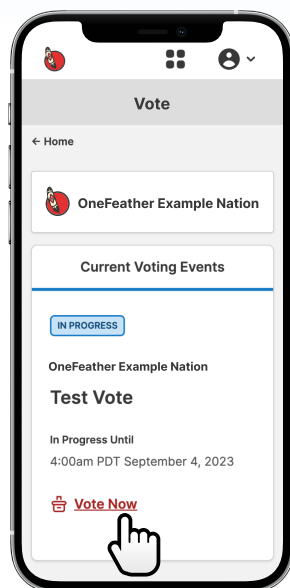 Vote
← Home
OneFeather Example Nation
Current Voting Events
IN PROGRESS
OneFeather Example Nation
Test Vote
In Progress Until
4:00am PDT September 4, 2023
Vote Now